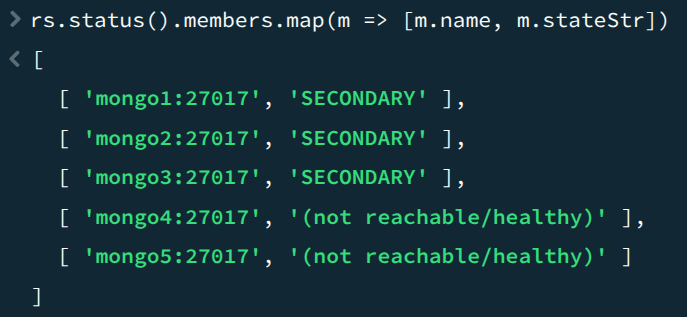 rs.status().members.map(m => [m.name, m.stateStr])
[
[ 'mongo1:27017', 'SECONDARY' ],
[ 'mongo2:27017', 'SECONDARY' ],
[ 'mongo3:27017', 'SECONDARY' ],
[ 'mongo4:27017', '(not reachable/healthy)' ],
[ 'mongo5:27017', '(not reachable/healthy)' ]
]